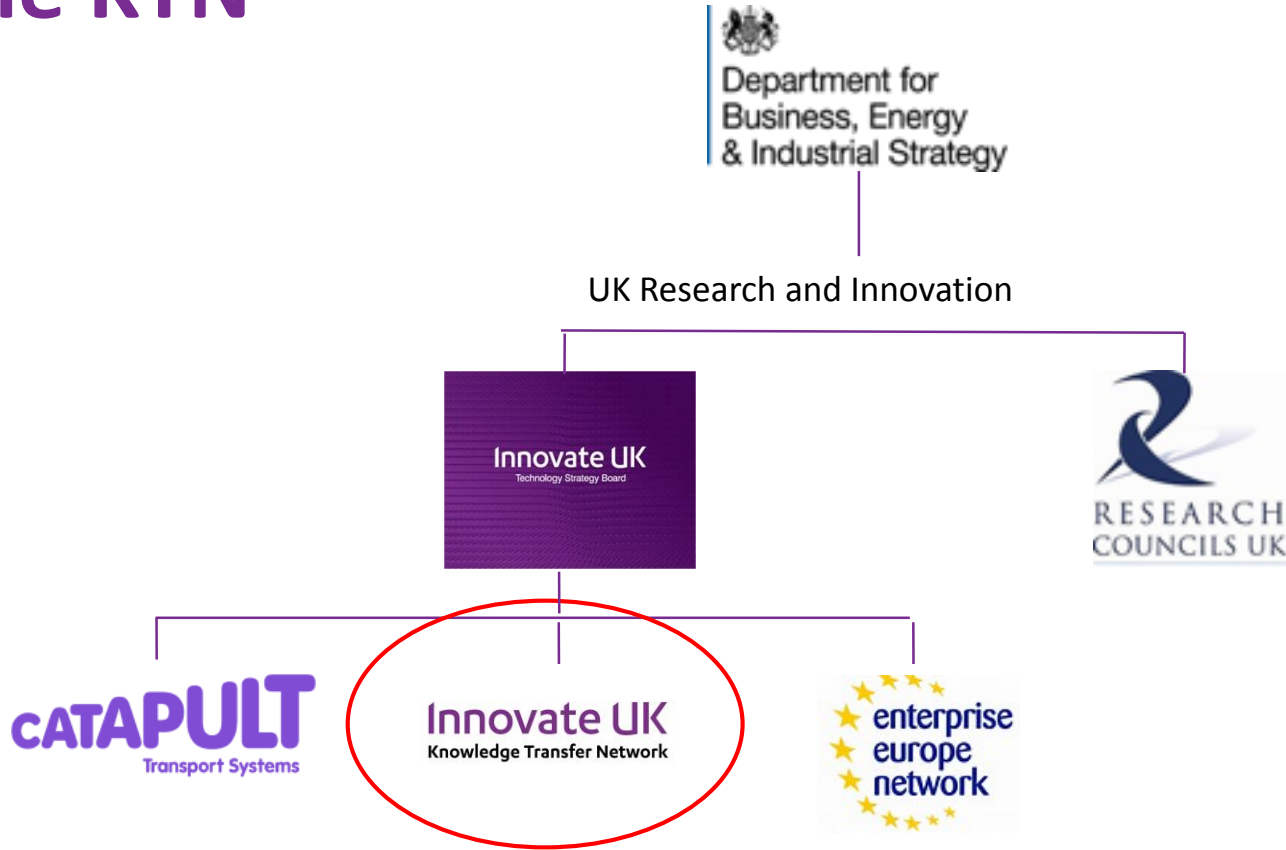 KTN
Department for
Business, Energy
& Industrial Strategy
UK Research and Innovation
Innovate UK
Technology Strategy Board
RESEARCH
COUNCILS UK
CATAPULT
Transport Systems
Innovate UK
Knowledge Transfer Network
enterprise
europe
network